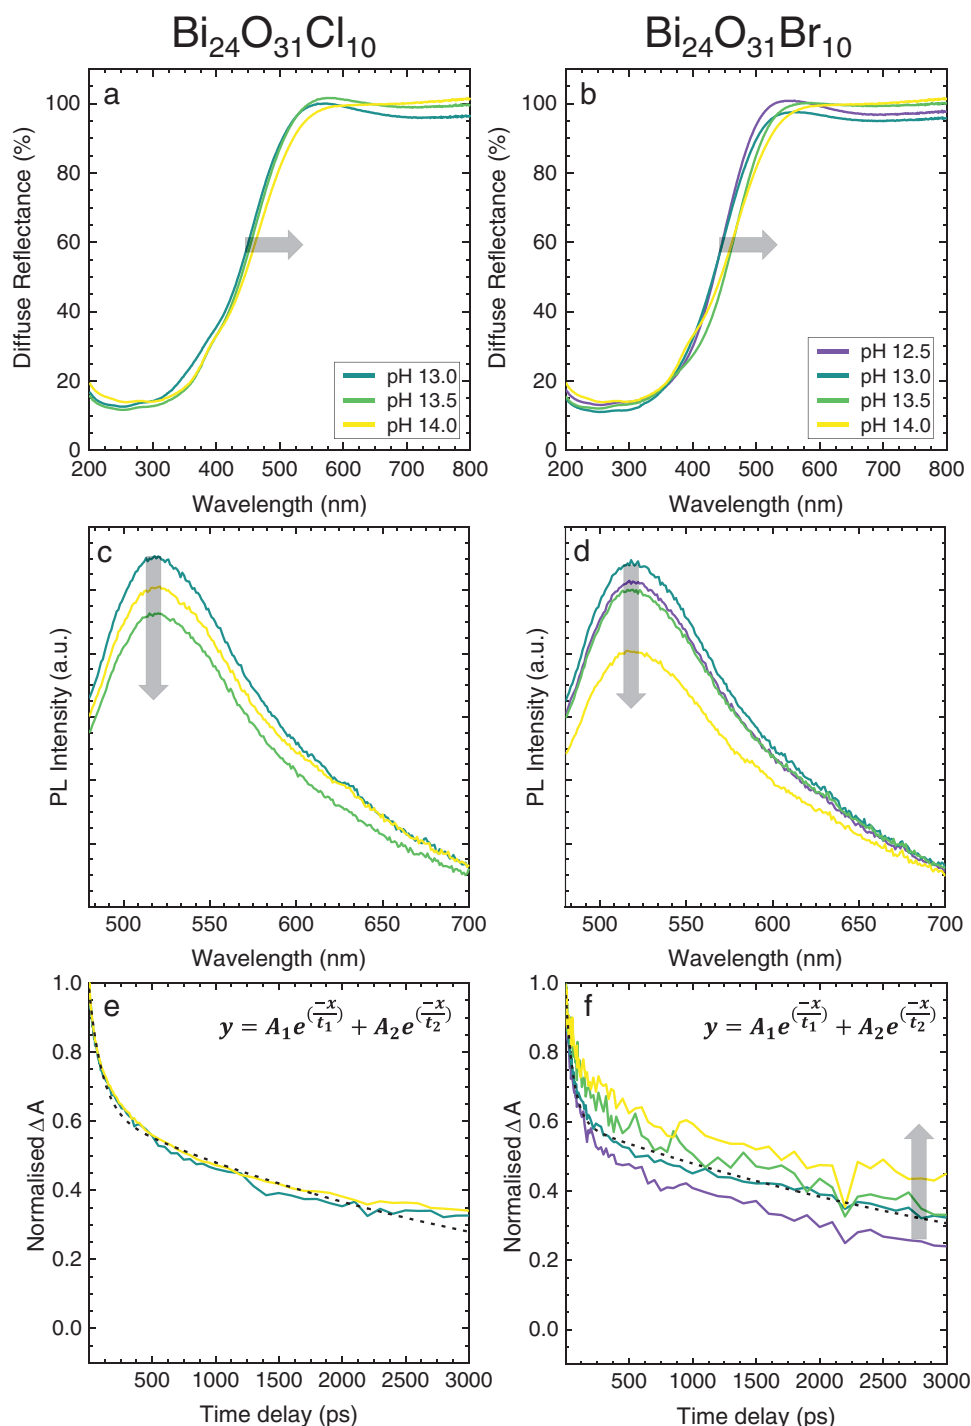 Bi₂₄O₃₁Cl₁₀
Bi₂₄O₃₁Br₁₀
a
Diffuse Reflectance (%)
100
80
60
40
20
0
pH 13.0
pH 13.5
pH 14.0
200 300 400 500 600 700 800
Wavelength (nm)
b
Diffuse Reflectance (%)
100
80
60
40
20
0
pH 12.5
pH 13.0
pH 13.5
pH 14.0
200 300 400 500 600 700 800
Wavelength (nm)
c
PL Intensity (a.u.)
500 550 600 650 700
Wavelength (nm)
d
PL Intensity (a.u.)
500 550 600 650 700
Wavelength (nm)
e
y = A₁e^(−x/t₁) + A₂e^(−x/t₂)
Normalised ΔA
1.0
0.8
0.6
0.4
0.2
0.0
500 1000 1500 2000 2500 3000
Time delay (ps)
f
y = A₁e^(−x/t₁) + A₂e^(−x/t₂)
Normalised ΔA
1.0
0.8
0.6
0.4
0.2
0.0
500 1000 1500 2000 2500 3000
Time delay (ps)